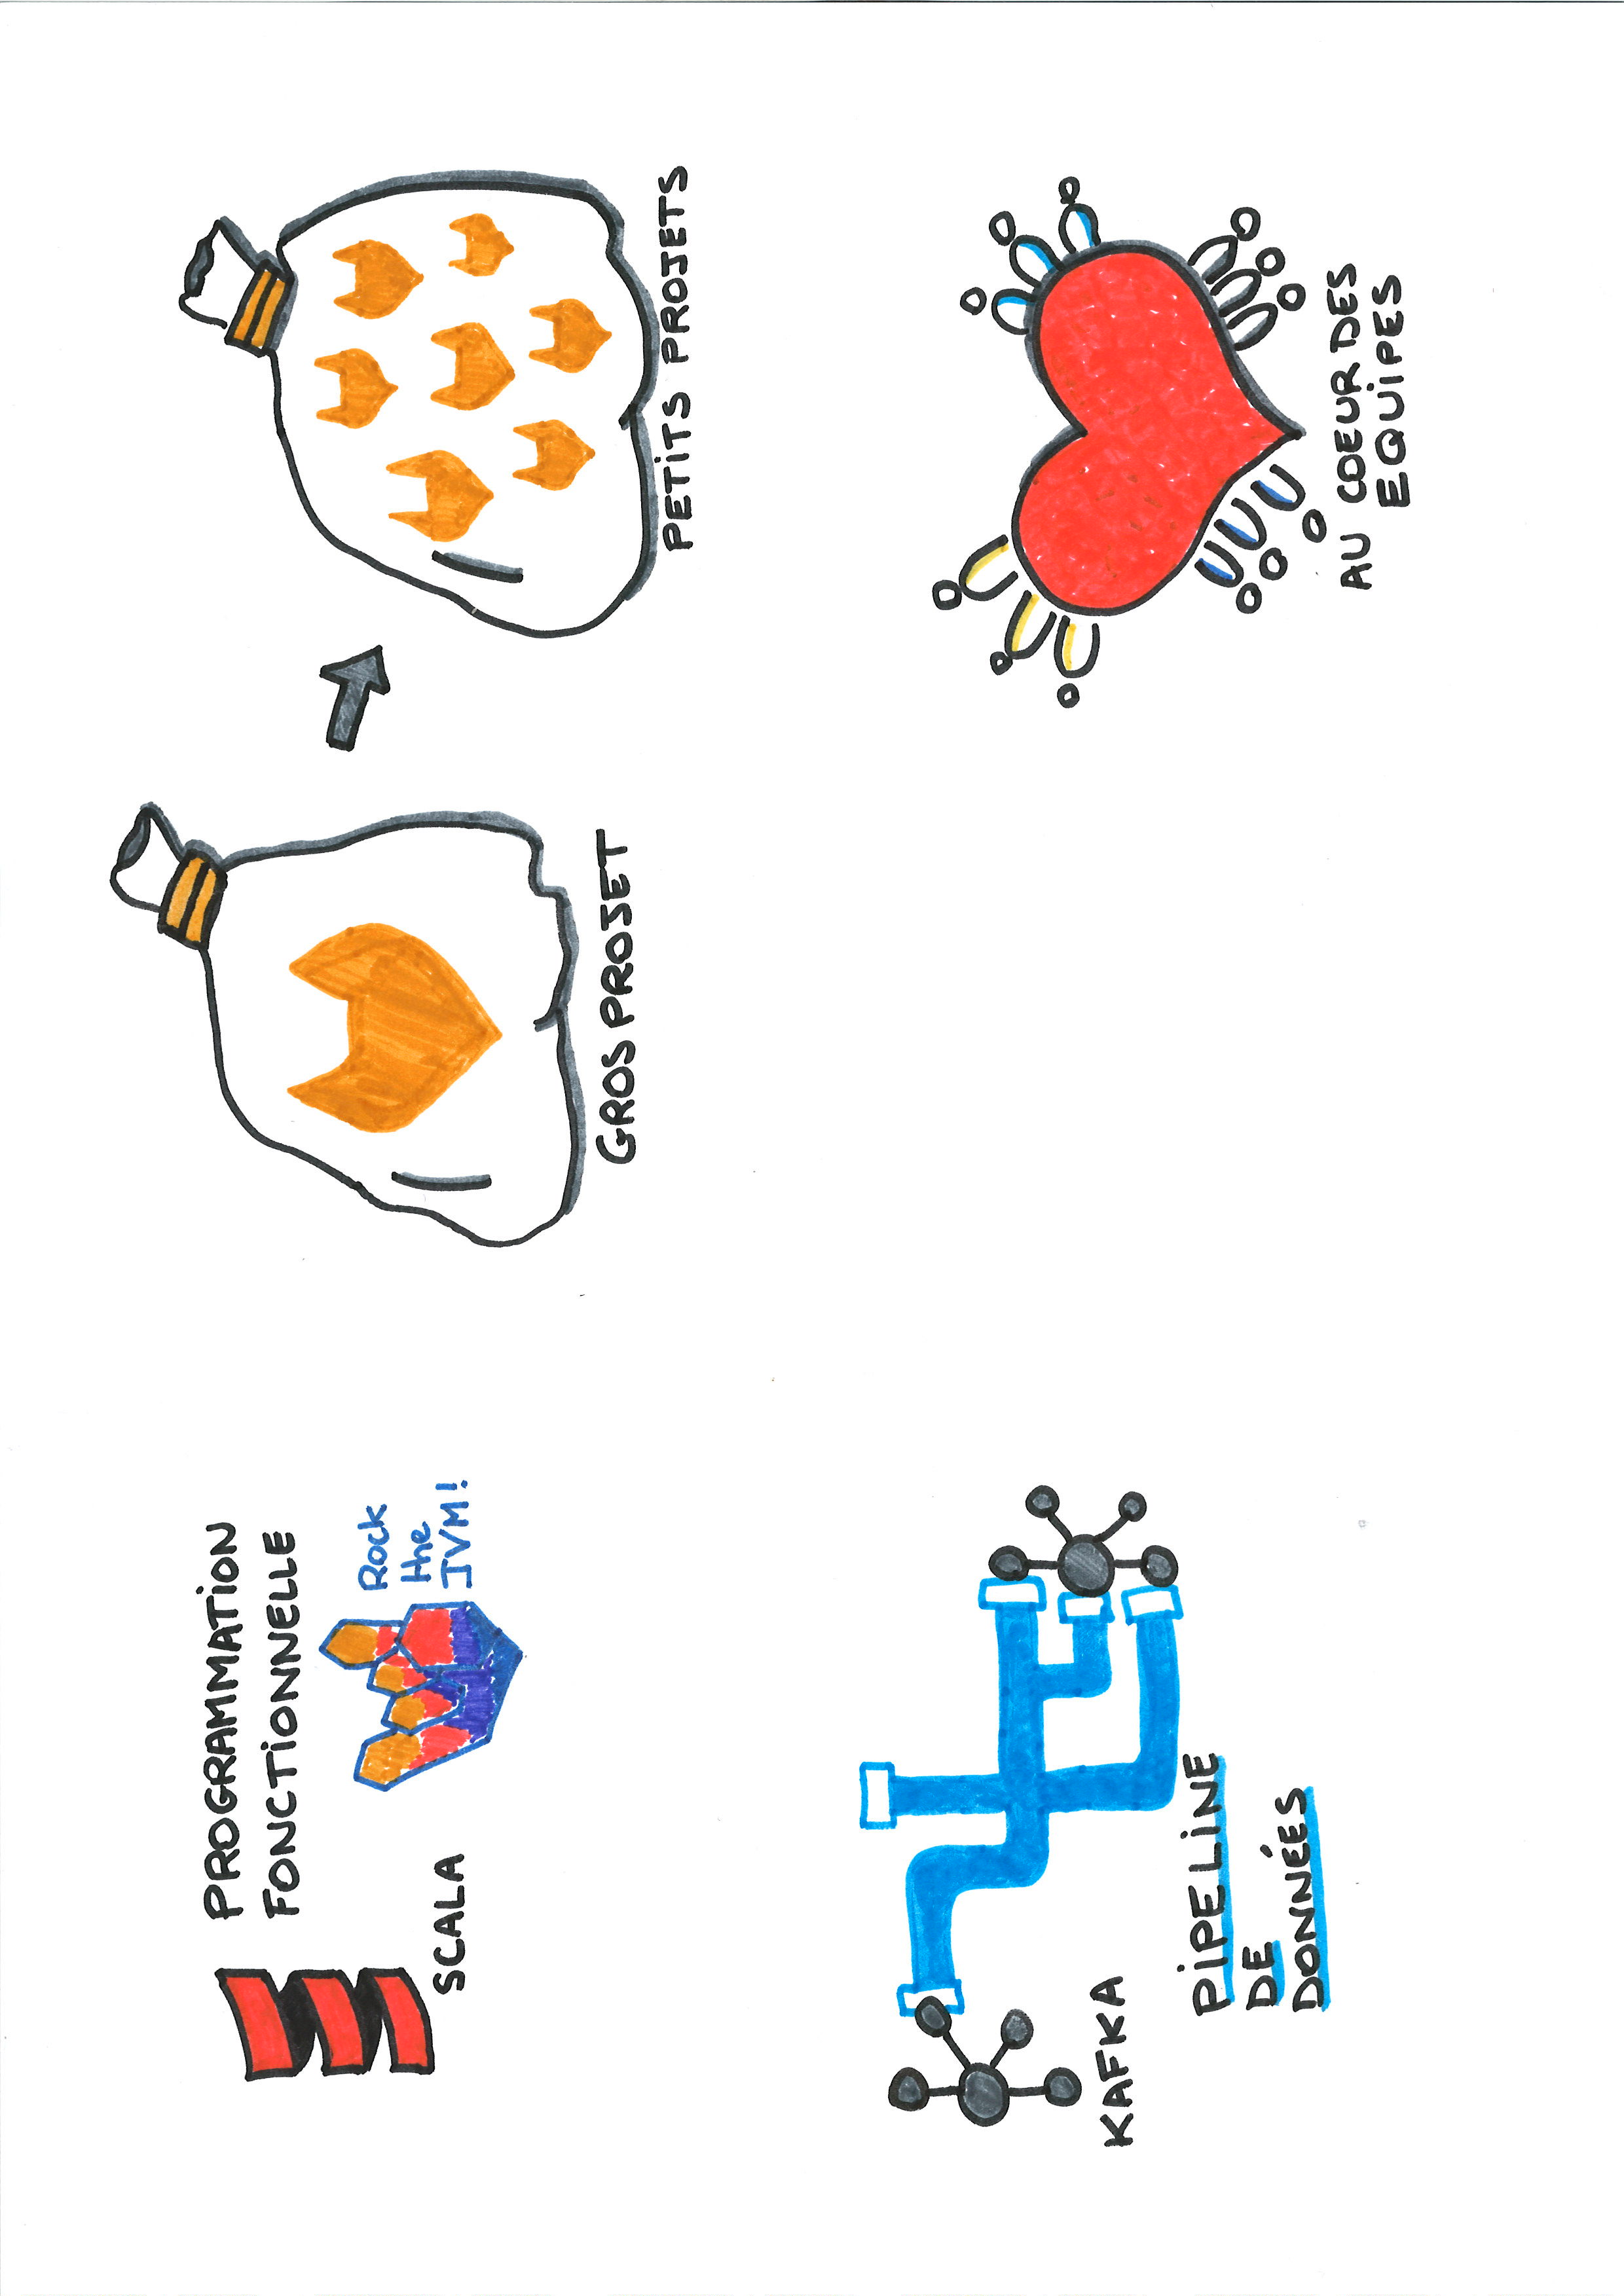 PROGRAMMATION
FONCTIONNELLE
SCALA
Rock
the
JVM!
GROS PROJET
PETITS PROJETS
KAFKA
PIPELINE
DE
DONNÉES
AU COEUR DES
EQUIPES